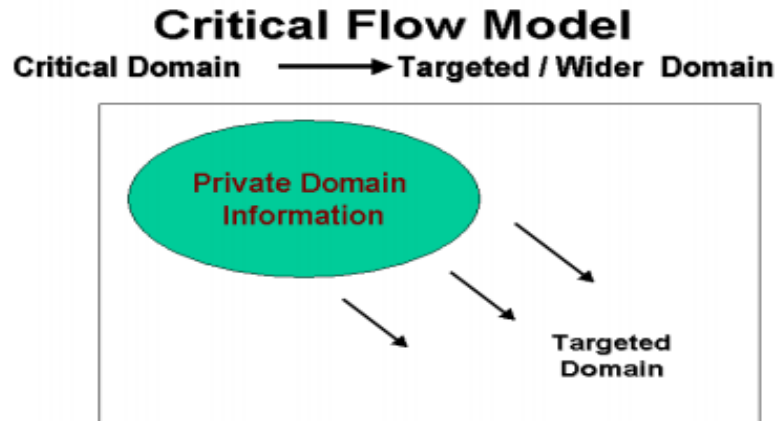 Critical Flow Model
Critical Domain Targeted / Wider Domain
Private Domain
Information
Targeted
Domain